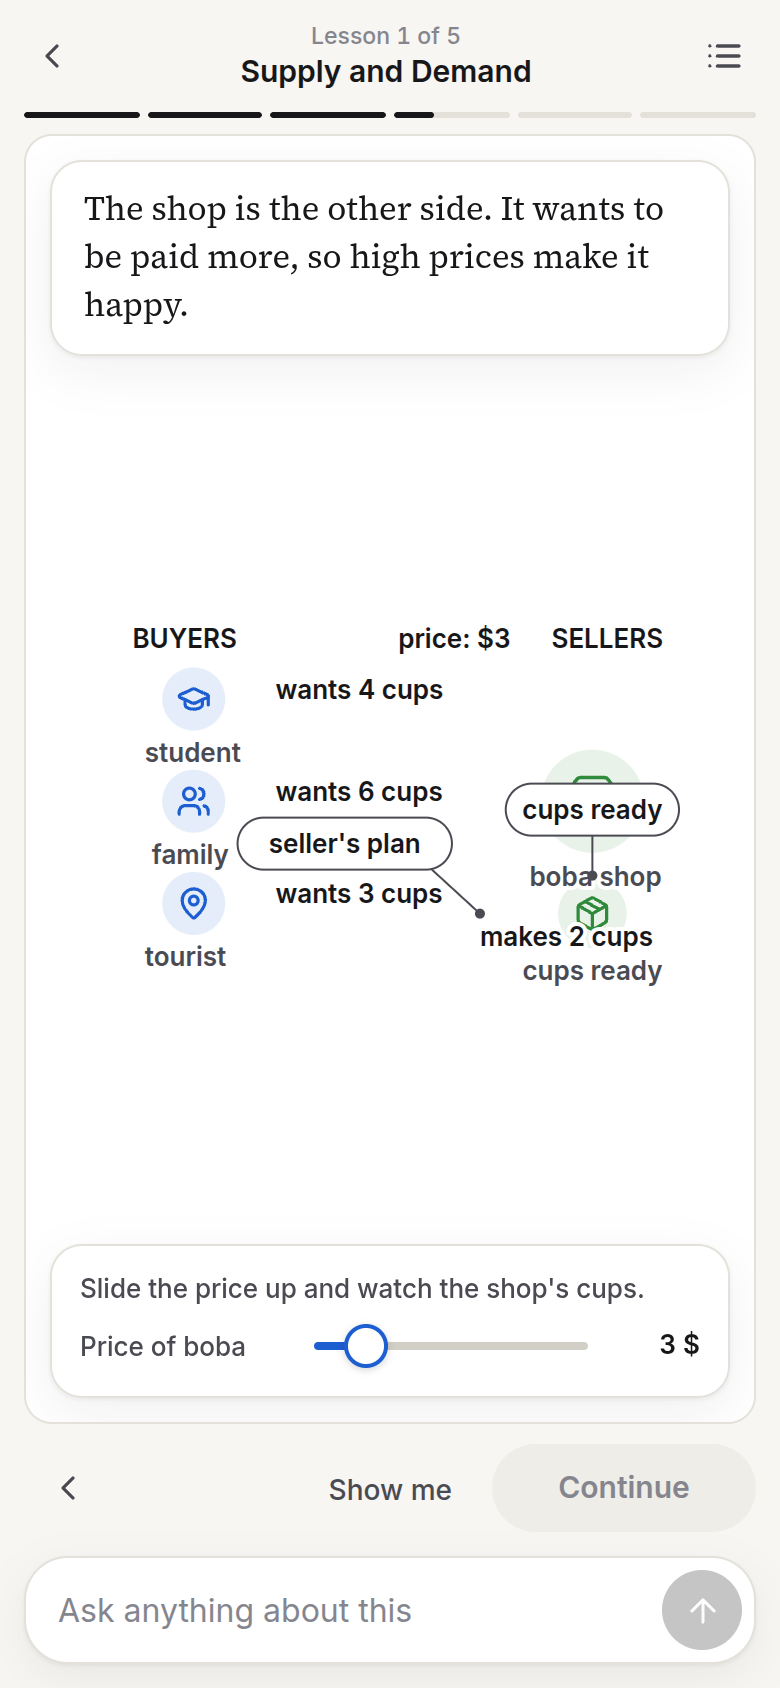 Lesson 1 of 5
Supply and Demand
The shop is the other side. It wants to
be paid more, so high prices make it
happy.
BUYERS
price: $3
SELLERS
wants 4 cups
student
wants 6 cups
cups ready
seller's plan
family
boba shop
wants 3 cups
makes 2 cups
tourist
cups ready
Slide the price up and watch the shop's cups.
Price of boba
3 $
Show me
Continue
Ask anything about this